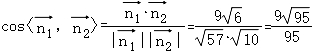 cos⟨n₁→, n₂→⟩ = (n₁→·n₂→)/(|n₁→||n₂→|) = 9√6/(√57·√10) = 9√95/95